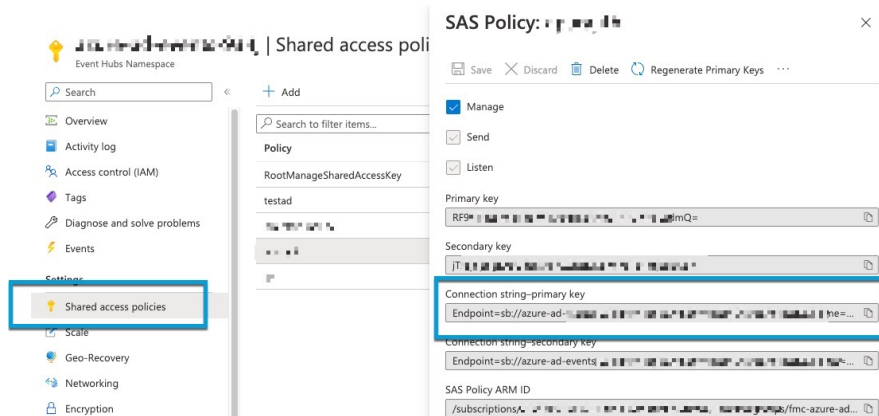 | Shared access poli
Event Hubs Namespace
Search
«
Overview
Activity log
Access control (IAM)
Tags
Diagnose and solve problems
Events
Settings
Shared access policies
Scale
Geo-Recovery
Networking
Encryption
+ Add
Search to filter items...
Policy
RootManageSharedAccessKey
testad
SAS Policy:
Save
Discard
Delete
Regenerate Primary Keys
...
Manage
Send
Listen
Primary key
RF9 dmQ=
Secondary key
jT:
Connection string–primary key
Endpoint=sb://azure-ad- ne=...
Connection string–secondary key
Endpoint=sb://azure-ad-events =...
SAS Policy ARM ID
/subscriptions/ s/fmc-azure-ad...